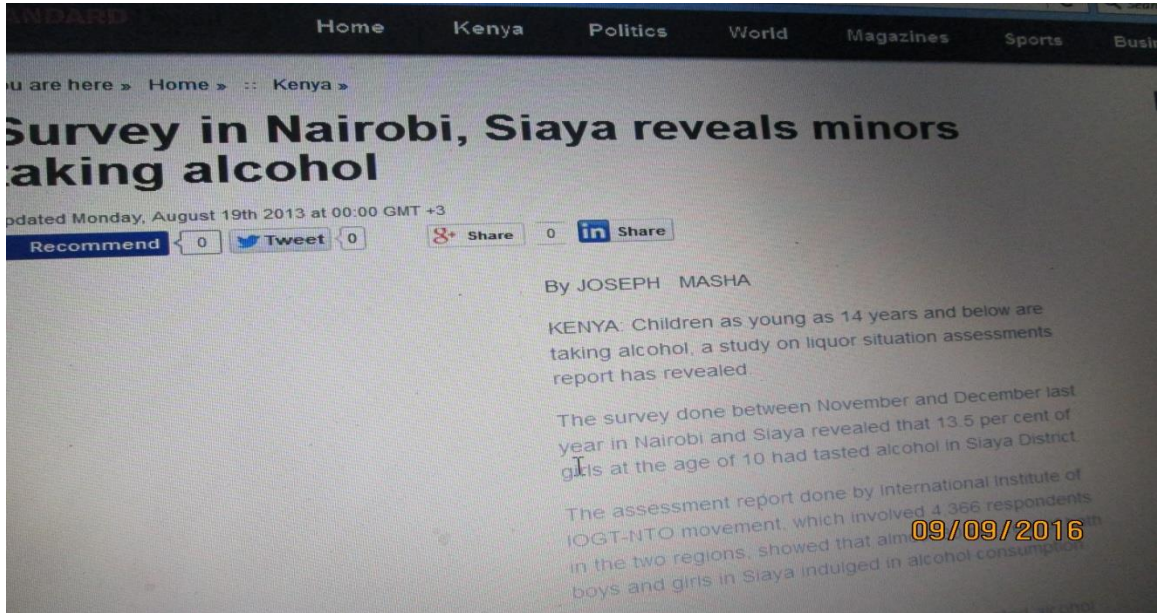 ANDARD
Home Kenya Politics World Magazines Sports Busin
u are here » Home » :: Kenya »
Survey in Nairobi, Siaya reveals minors
taking alcohol
pdated Monday, August 19th 2013 at 00:00 GMT +3
Recommend 0 Tweet 0 Share 0 in Share
By JOSEPH MASHA
KENYA: Children as young as 14 years and below are
taking alcohol, a study on liquor situation assessments
report has revealed.
The survey done between November and December last
year in Nairobi and Siaya revealed that 13.5 per cent of
girls at the age of 10 had tasted alcohol in Siaya District.
The assessment report done by International Institute of
IOGT-NTO movement, which involved 4,366 respondents
in the two regions, showed that
boys and girls in Siaya indulged in alcohol consumption
09/09/2016